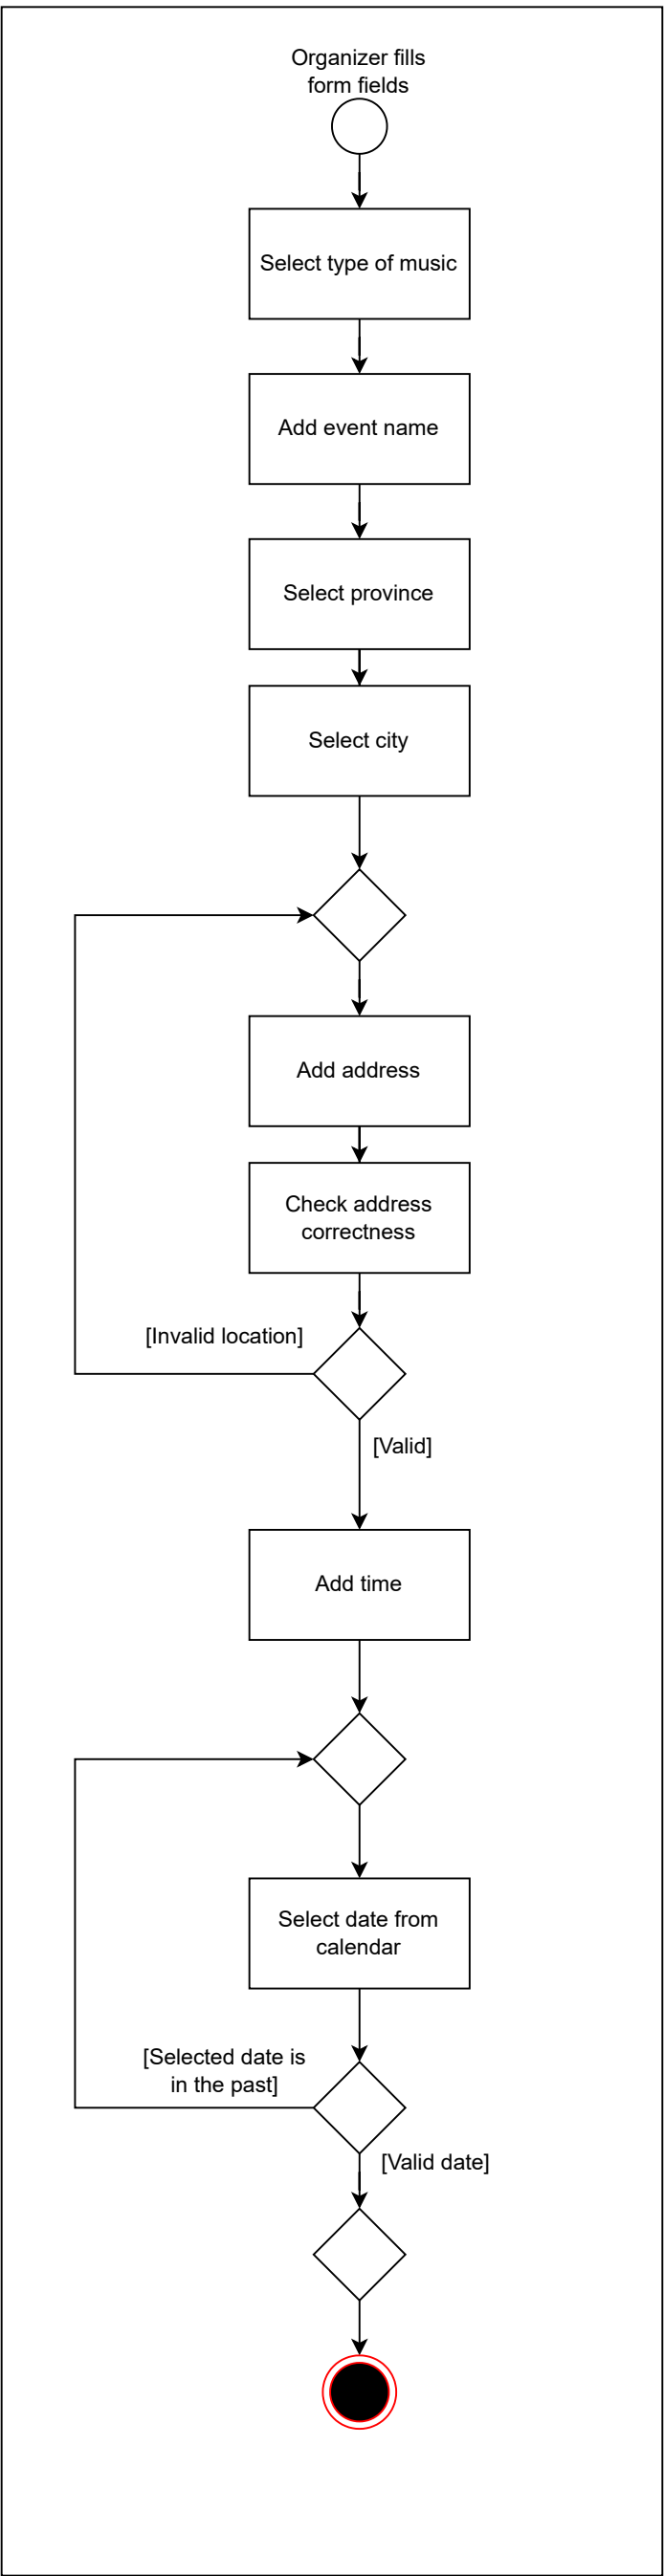 Organizer fills
form fields
Select type of music
Add event name
Select province
Select city
Add address
Check address
correctness
[Invalid location]
[Valid]
Add time
Select date from
calendar
[Selected date is
in the past]
[Valid date]